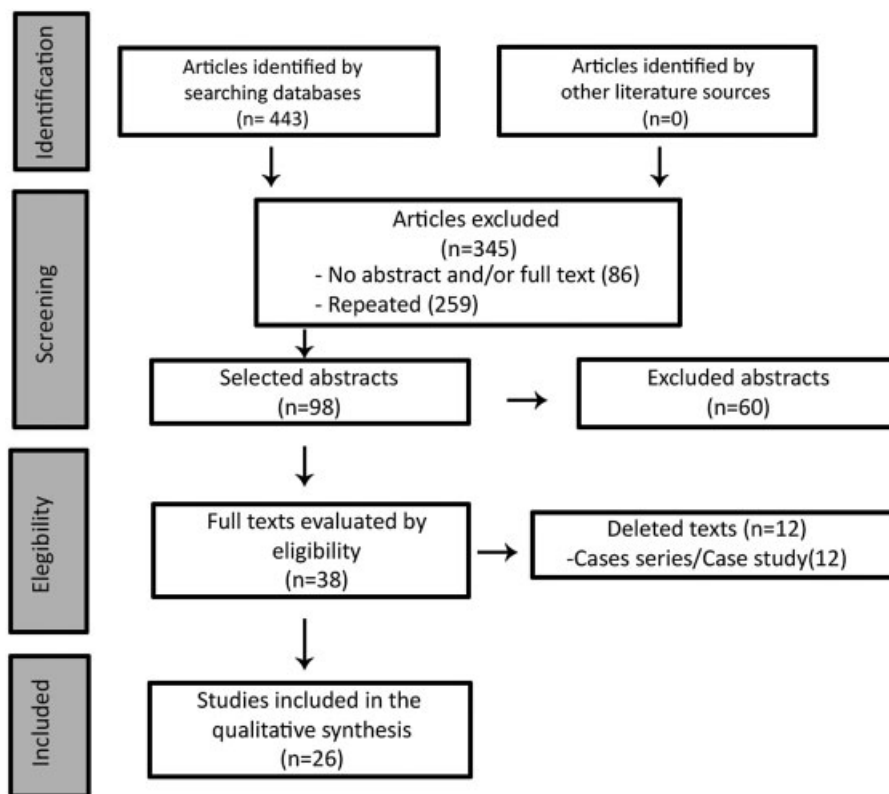 Identification
Articles identified by
searching databases
(n= 443)
Articles identified by
other literature sources
(n=0)
Screening
Articles excluded
(n=345)
- No abstract and/or full text (86)
- Repeated (259)
Selected abstracts
(n=98)
Excluded abstracts
(n=60)
Elegibility
Full texts evaluated by
eligibility
(n=38)
Deleted texts (n=12)
-Cases series/Case study(12)
Included
Studies included in the
qualitative synthesis
(n=26)